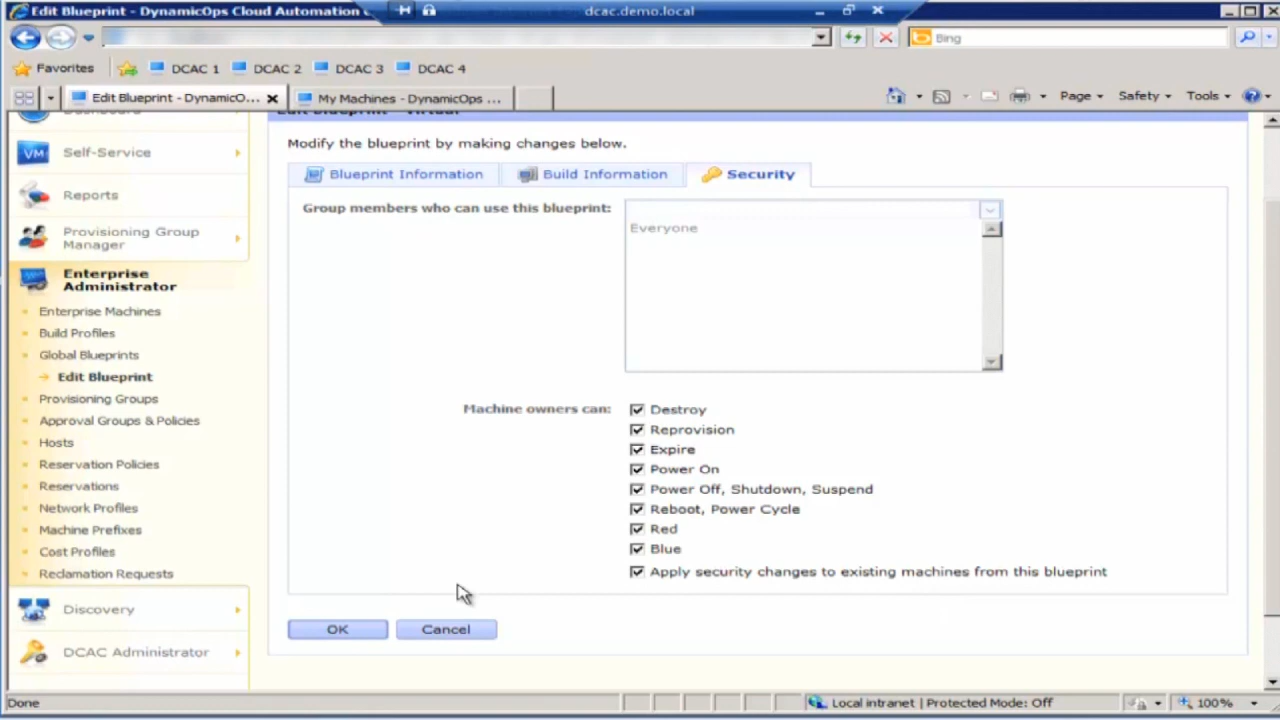 Edit Blueprint - DynamicOps Cloud Automation
dcac.demo.local
Bing
Favorites
DCAC 1
DCAC 2
DCAC 3
DCAC 4
Edit Blueprint - DynamicO...
My Machines - DynamicOps ...
Page
Safety
Tools
Dashboard
Edit Blueprint - Virtual
Modify the blueprint by making changes below.
VM
Self-Service
Reports
Provisioning Group
Manager
Enterprise
Administrator
Enterprise Machines
Build Profiles
Global Blueprints
Edit Blueprint
Provisioning Groups
Approval Groups & Policies
Hosts
Reservation Policies
Reservations
Network Profiles
Machine Prefixes
Cost Profiles
Reclamation Requests
Discovery
DCAC Administrator
Blueprint Information
Build Information
Security
Group members who can use this blueprint:
Everyone
Machine owners can:
Destroy
Reprovision
Expire
Power On
Power Off, Shutdown, Suspend
Reboot, Power Cycle
Red
Blue
Apply security changes to existing machines from this blueprint
OK
Cancel
Done
Local intranet | Protected Mode: Off
100%